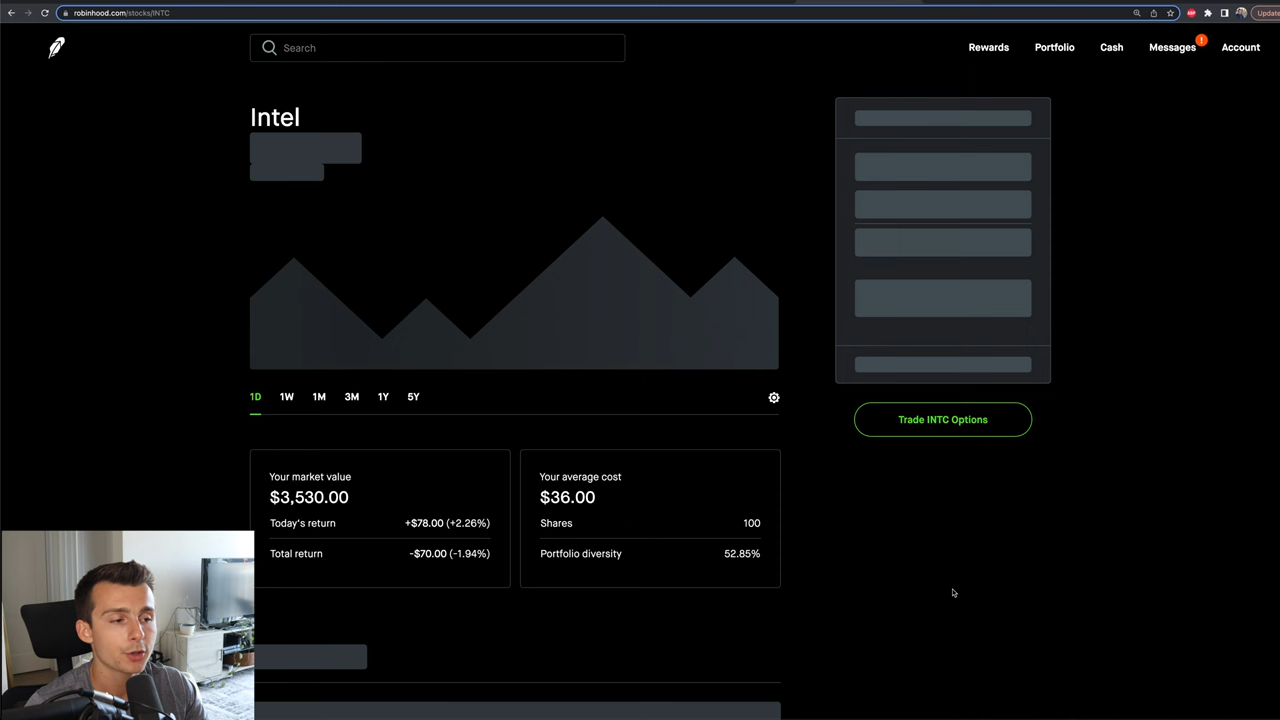 robinhood.com/stocks/INTC
Update
Search
Rewards
Portfolio
Cash
Messages
!
Account
Intel
1D 1W 1M 3M 1Y 5Y
Trade INTC Options
Your market value
$3,530.00
Today's return +$78.00 (+2.26%)
Total return -$70.00 (-1.94%)
Your average cost
$36.00
Shares 100
Portfolio diversity 52.85%